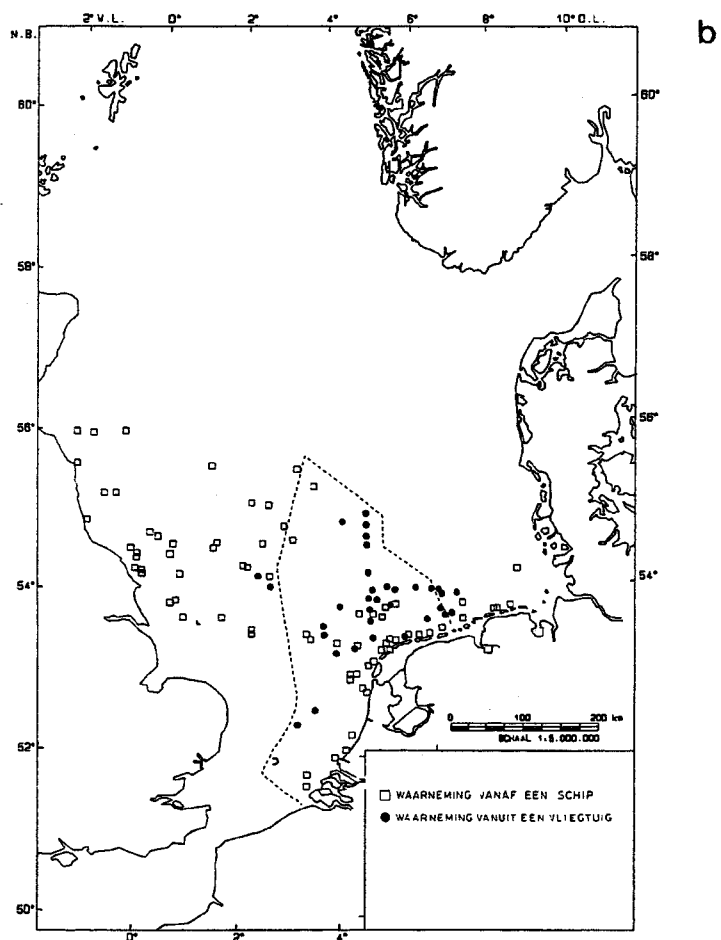 b
2° W.L. 0° 2° 4° 6° 8° 10° O.L.
N.B.
60° 60°
58° 58°
56° 56°
54° 54°
52°
50°
0° 2° 4°
0 100 200 km
SCHAAL 1:5.000.000
WAARNEMING VANAF EEN SCHIP
WAARNEMING VANUIT EEN VLIEGTUIG